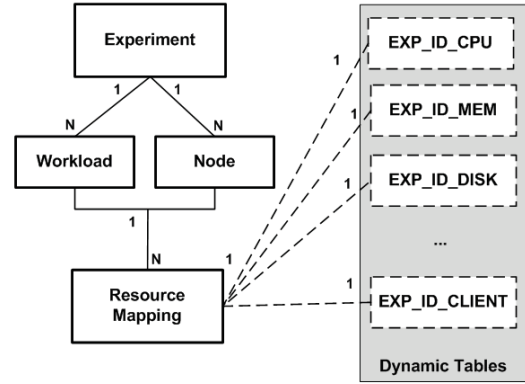 Experiment
1
1
N
N
Workload
Node
1
N
Resource
Mapping
1
1
1
1
1
EXP_ID_CPU
EXP_ID_MEM
EXP_ID_DISK
...
EXP_ID_CLIENT
Dynamic Tables